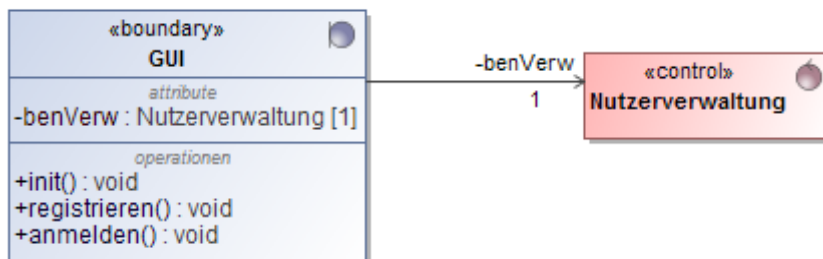 «boundary»
GUI
attribute
-benVerw : Nutzerverwaltung [1]
operationen
+init() : void
+registrieren() : void
+anmelden() : void
-benVerw
1
«control»
Nutzerverwaltung